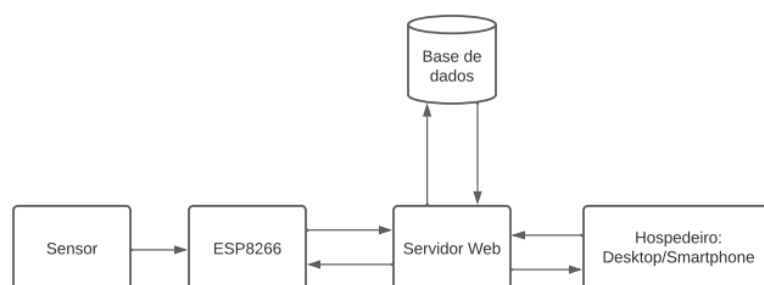 Base de
dados
Sensor
ESP8266
Servidor Web
Hospedeiro:
Desktop/Smartphone